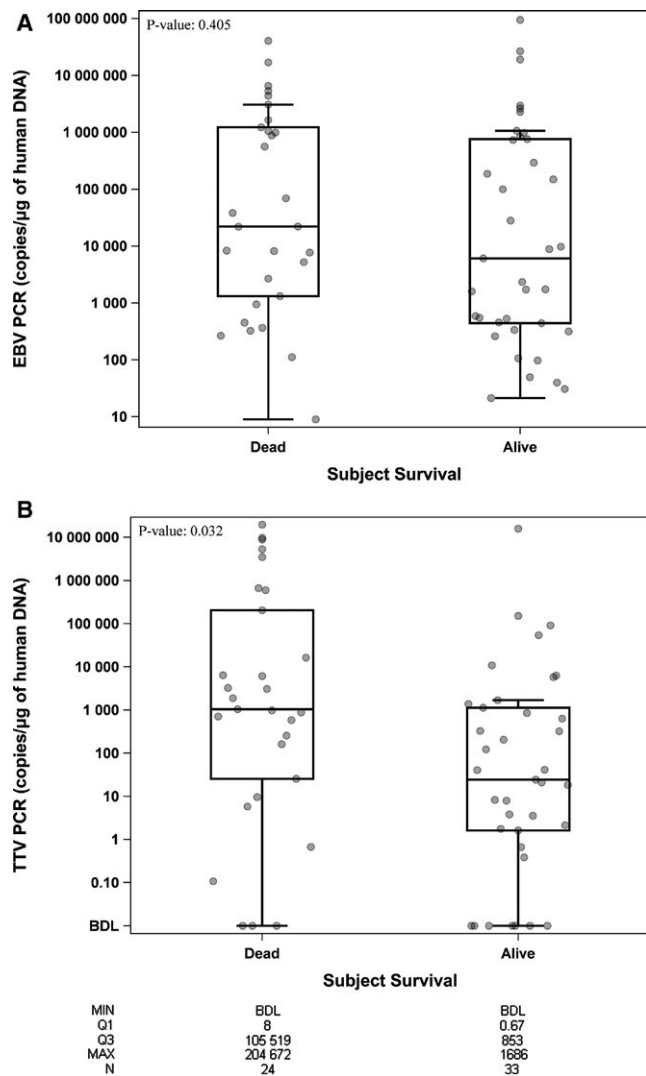 A
P-value: 0.405
100 000 000
10 000 000
1 000 000
100 000
10 000
1 000
100
10
EBV PCR (copies/µg of human DNA)
Dead Alive
Subject Survival
B
P-value: 0.032
10 000 000
1 000 000
100 000
10 000
1 000
100
10
1
0.10
BDL
TTV PCR (copies/µg of human DNA)
Dead Alive
Subject Survival
MIN BDL BDL
Q1 8 0.67
Q3 105 519 853
MAX 204 672 1686
N 24 33